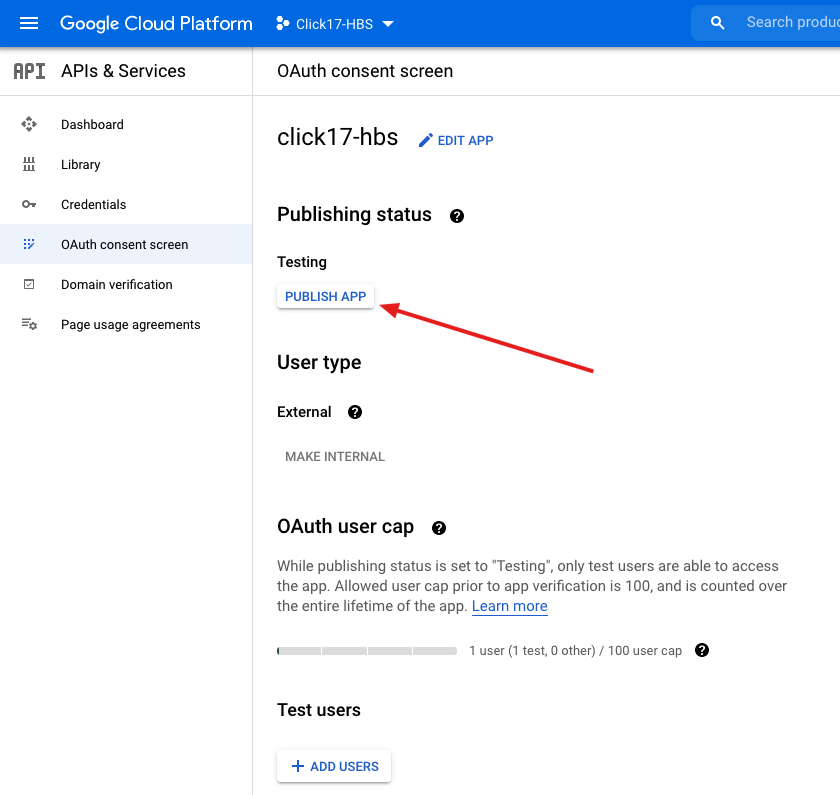 Google Cloud Platform
Click17-HBS
Search produc
API APIs & Services
OAuth consent screen
Dashboard
Library
Credentials
OAuth consent screen
Domain verification
Page usage agreements
click17-hbs
EDIT APP
Publishing status
Testing
PUBLISH APP
User type
External
MAKE INTERNAL
OAuth user cap
While publishing status is set to "Testing", only test users are able to access
the app. Allowed user cap prior to app verification is 100, and is counted over
the entire lifetime of the app. Learn more
1 user (1 test, 0 other) / 100 user cap
Test users
+ ADD USERS